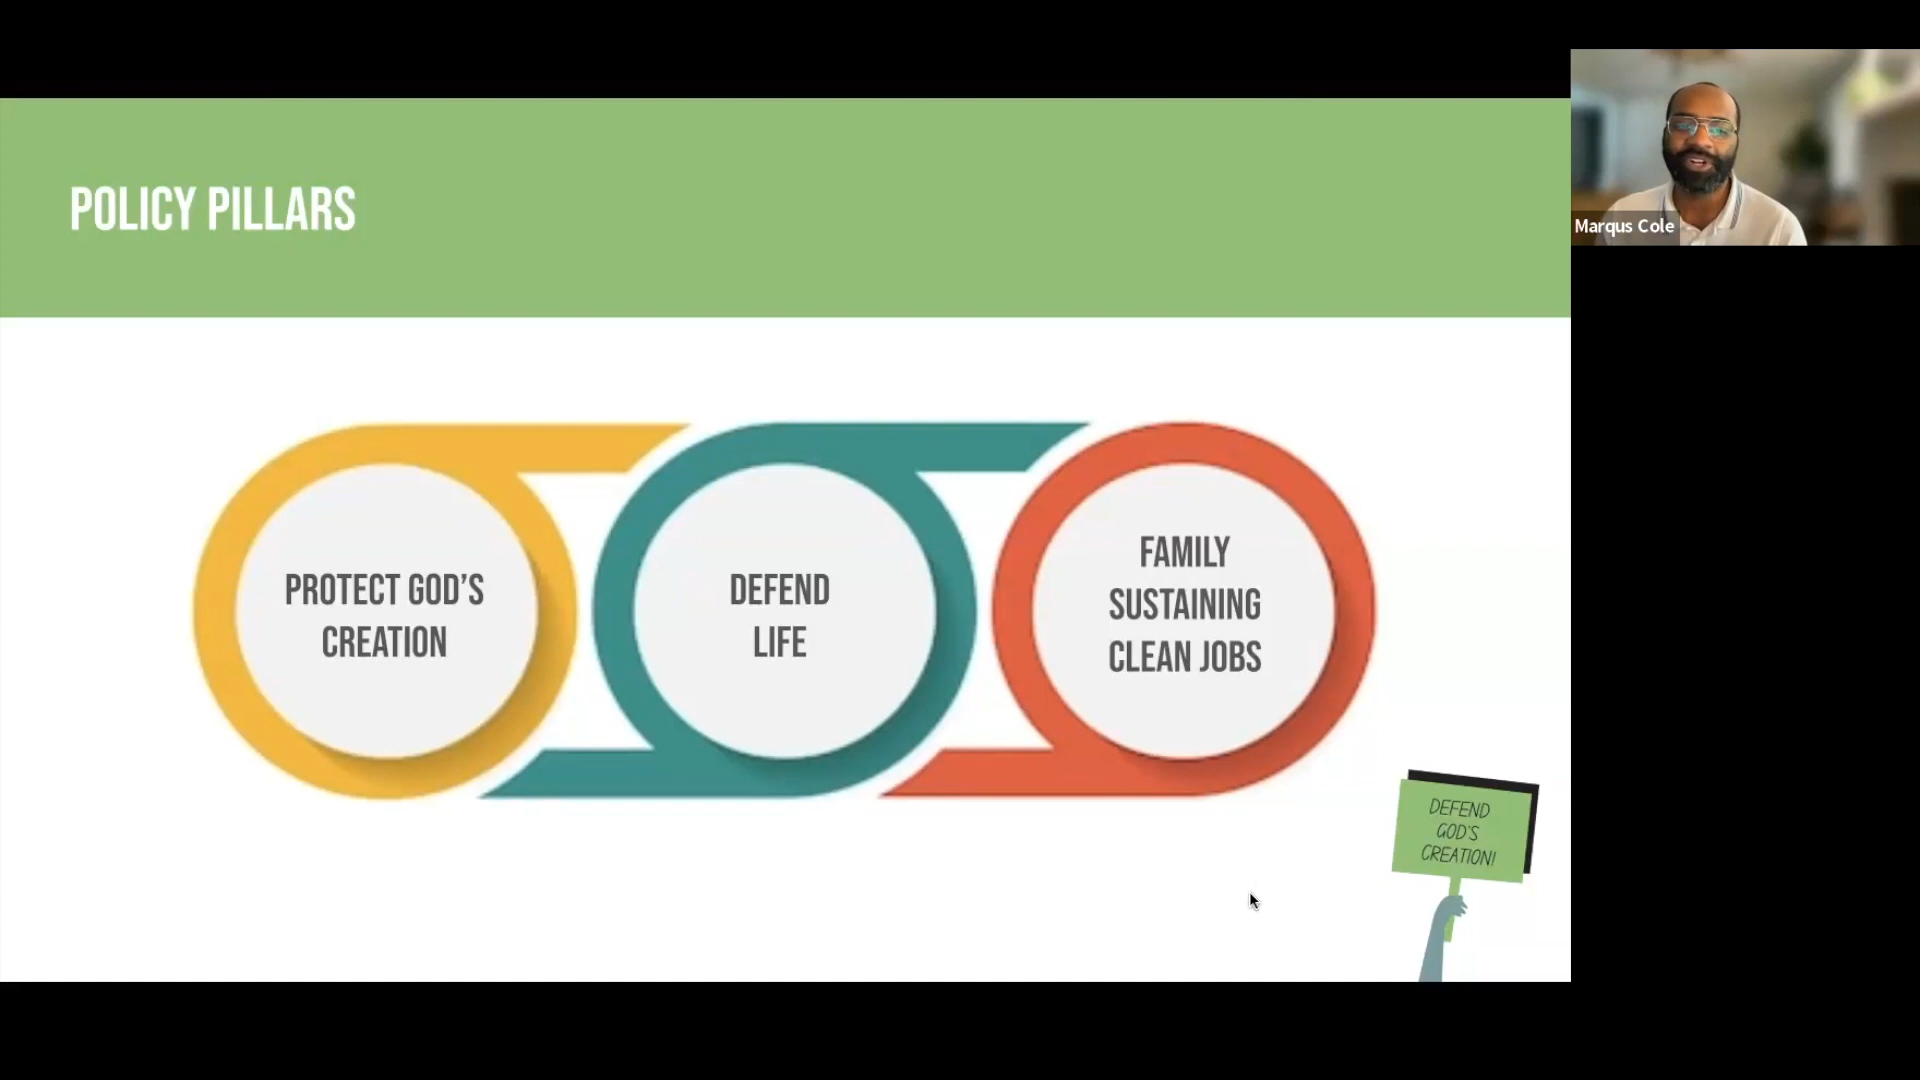 POLICY PILLARS
Marqus Cole
PROTECT GOD'S
CREATION
DEFEND
LIFE
FAMILY
SUSTAINING
CLEAN JOBS
DEFEND
GOD'S
CREATION!